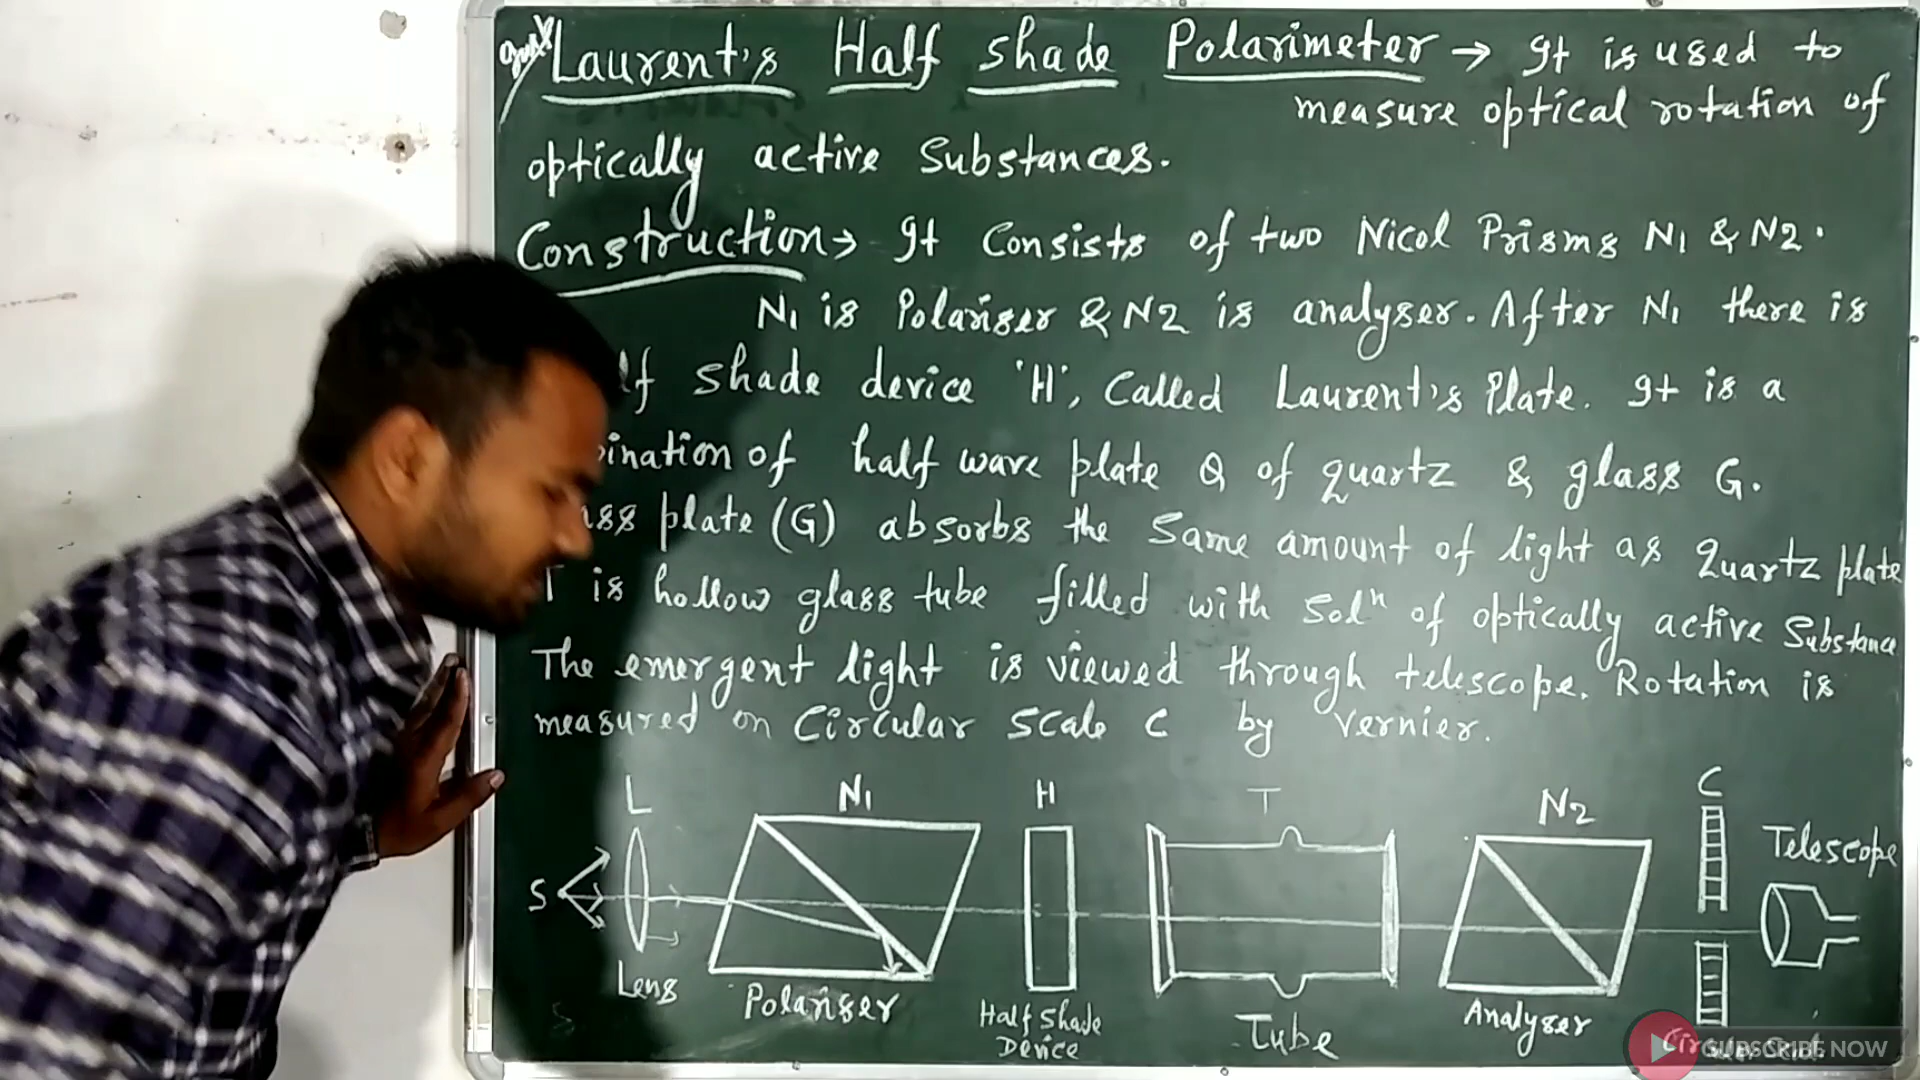 Laurent's Half shade Polarimeter → It is used to
measure optical rotation of
optically active Substances.
Construction → It Consists of two Nicol Prisms N1 & N2.
N1 is Polariser & N2 is analyser. After N1 there is
shade device 'H', Called Laurent's Plate. It is a
of half wave plate Q of quartz & glass G.
plate (G) absorbs the same amount of light as Quartz plate
T is hollow glass tube filled with Solⁿ of optically active Substance
The emergent light is viewed through telescope. Rotation is
measured on Circular scale C by Vernier.
L N1 H T N2 C
Telescope
S
Lens Polariser Half Shade Device Tube Analyser
SUBSCRIBE NOW